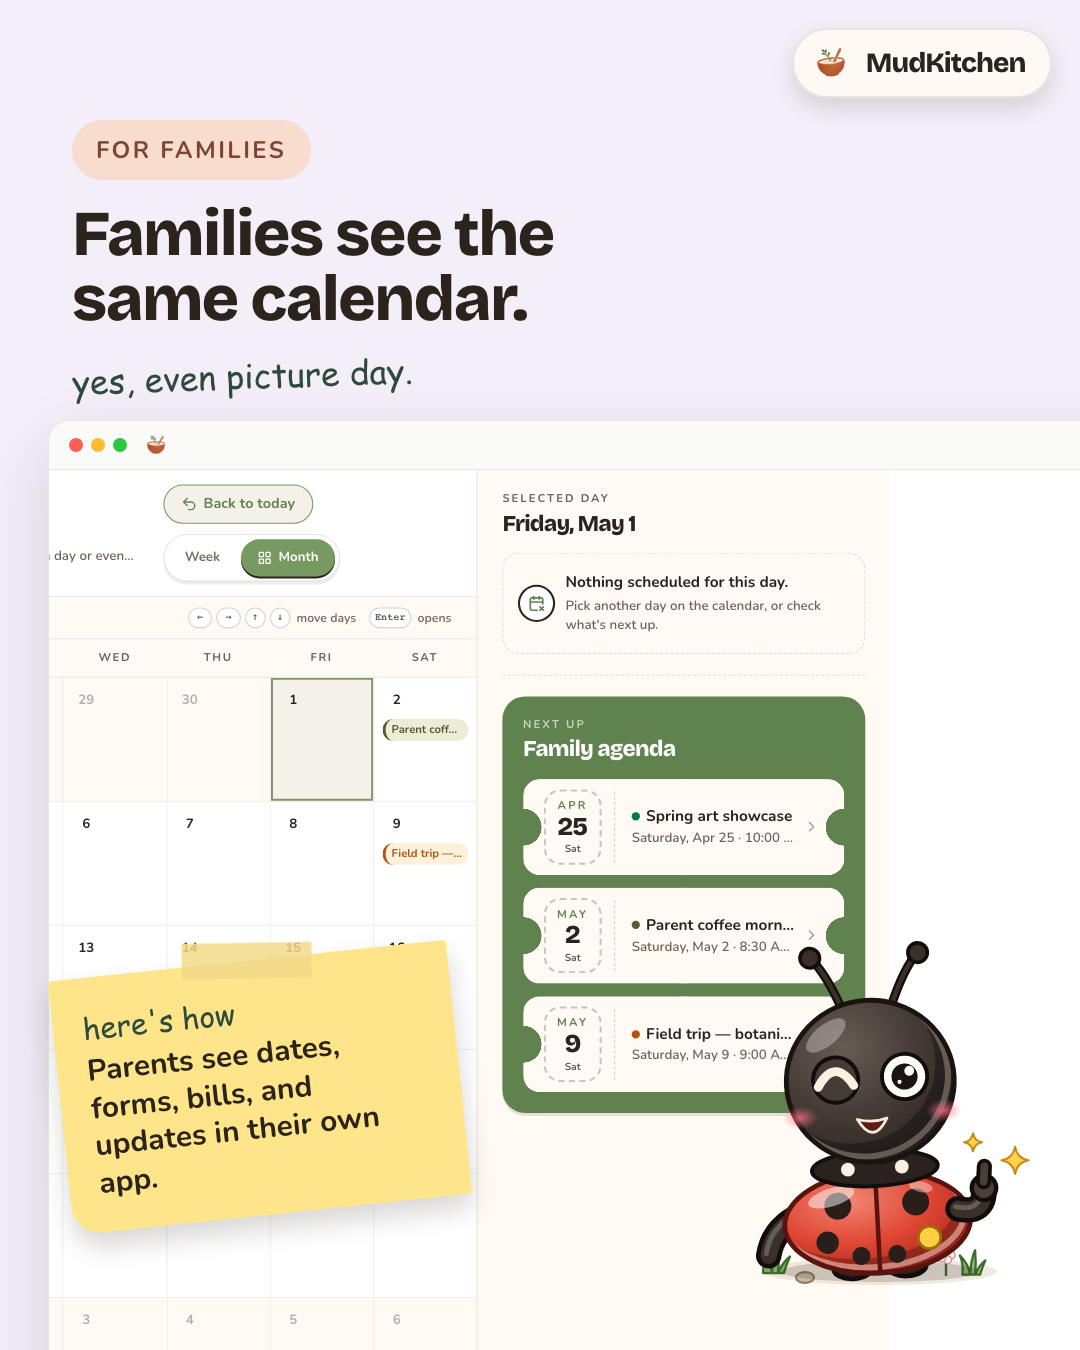 MudKitchen
FOR FAMILIES
Families see the
same calendar.
yes, even picture day.
Back to today
day or even...
Week
Month
← → ↑ ↓ move days Enter opens
WED THU FRI SAT
29 30 1 2
Parent coff...
6 7 8 9
Field trip —...
13 14 15 16
here's how
Parents see dates,
forms, bills, and
updates in their own
app.
3 4 5 6
SELECTED DAY
Friday, May 1
Nothing scheduled for this day.
Pick another day on the calendar, or check
what's next up.
NEXT UP
Family agenda
APR
25
Sat
Spring art showcase
Saturday, Apr 25 · 10:00 ...
MAY
2
Sat
Parent coffee morn...
Saturday, May 2 · 8:30 A...
MAY
9
Sat
Field trip — botani...
Saturday, May 9 · 9:00 A...